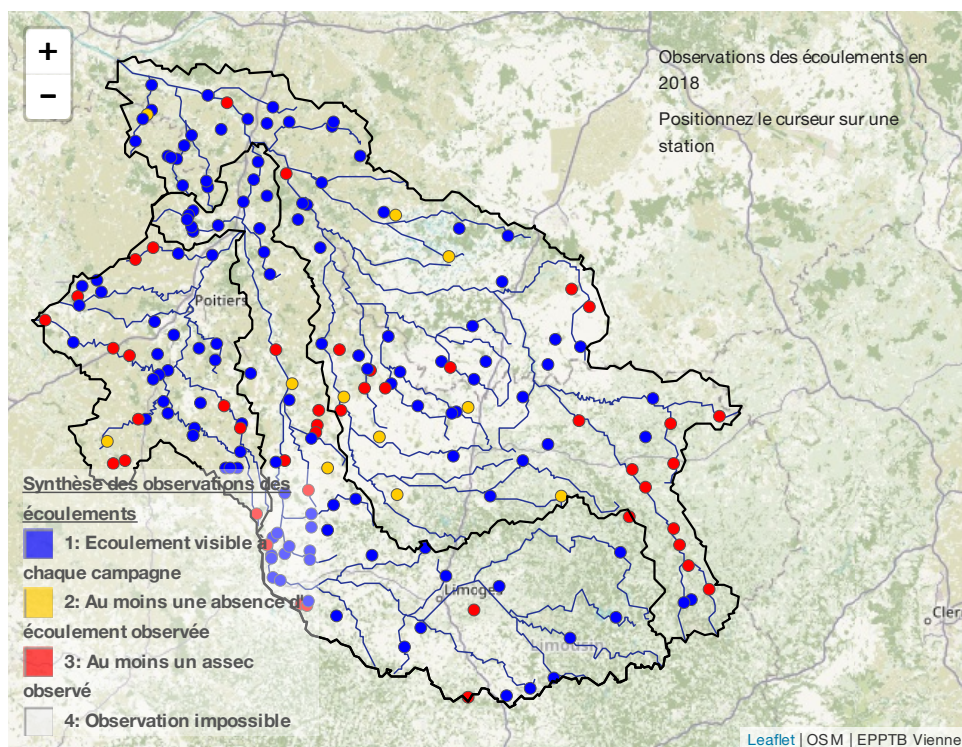 +
−
Observations des écoulements en
2018
Positionnez le curseur sur une
station
Poitiers
Synthèse des observations des
écoulements
1: Ecoulement visible à
chaque campagne
2: Au moins une absence d'
écoulement observée
3: Au moins un assec
observé
4: Observation impossible
Limoges
Limousin
Cler
Leaflet | OSM | EPPTB Vienne